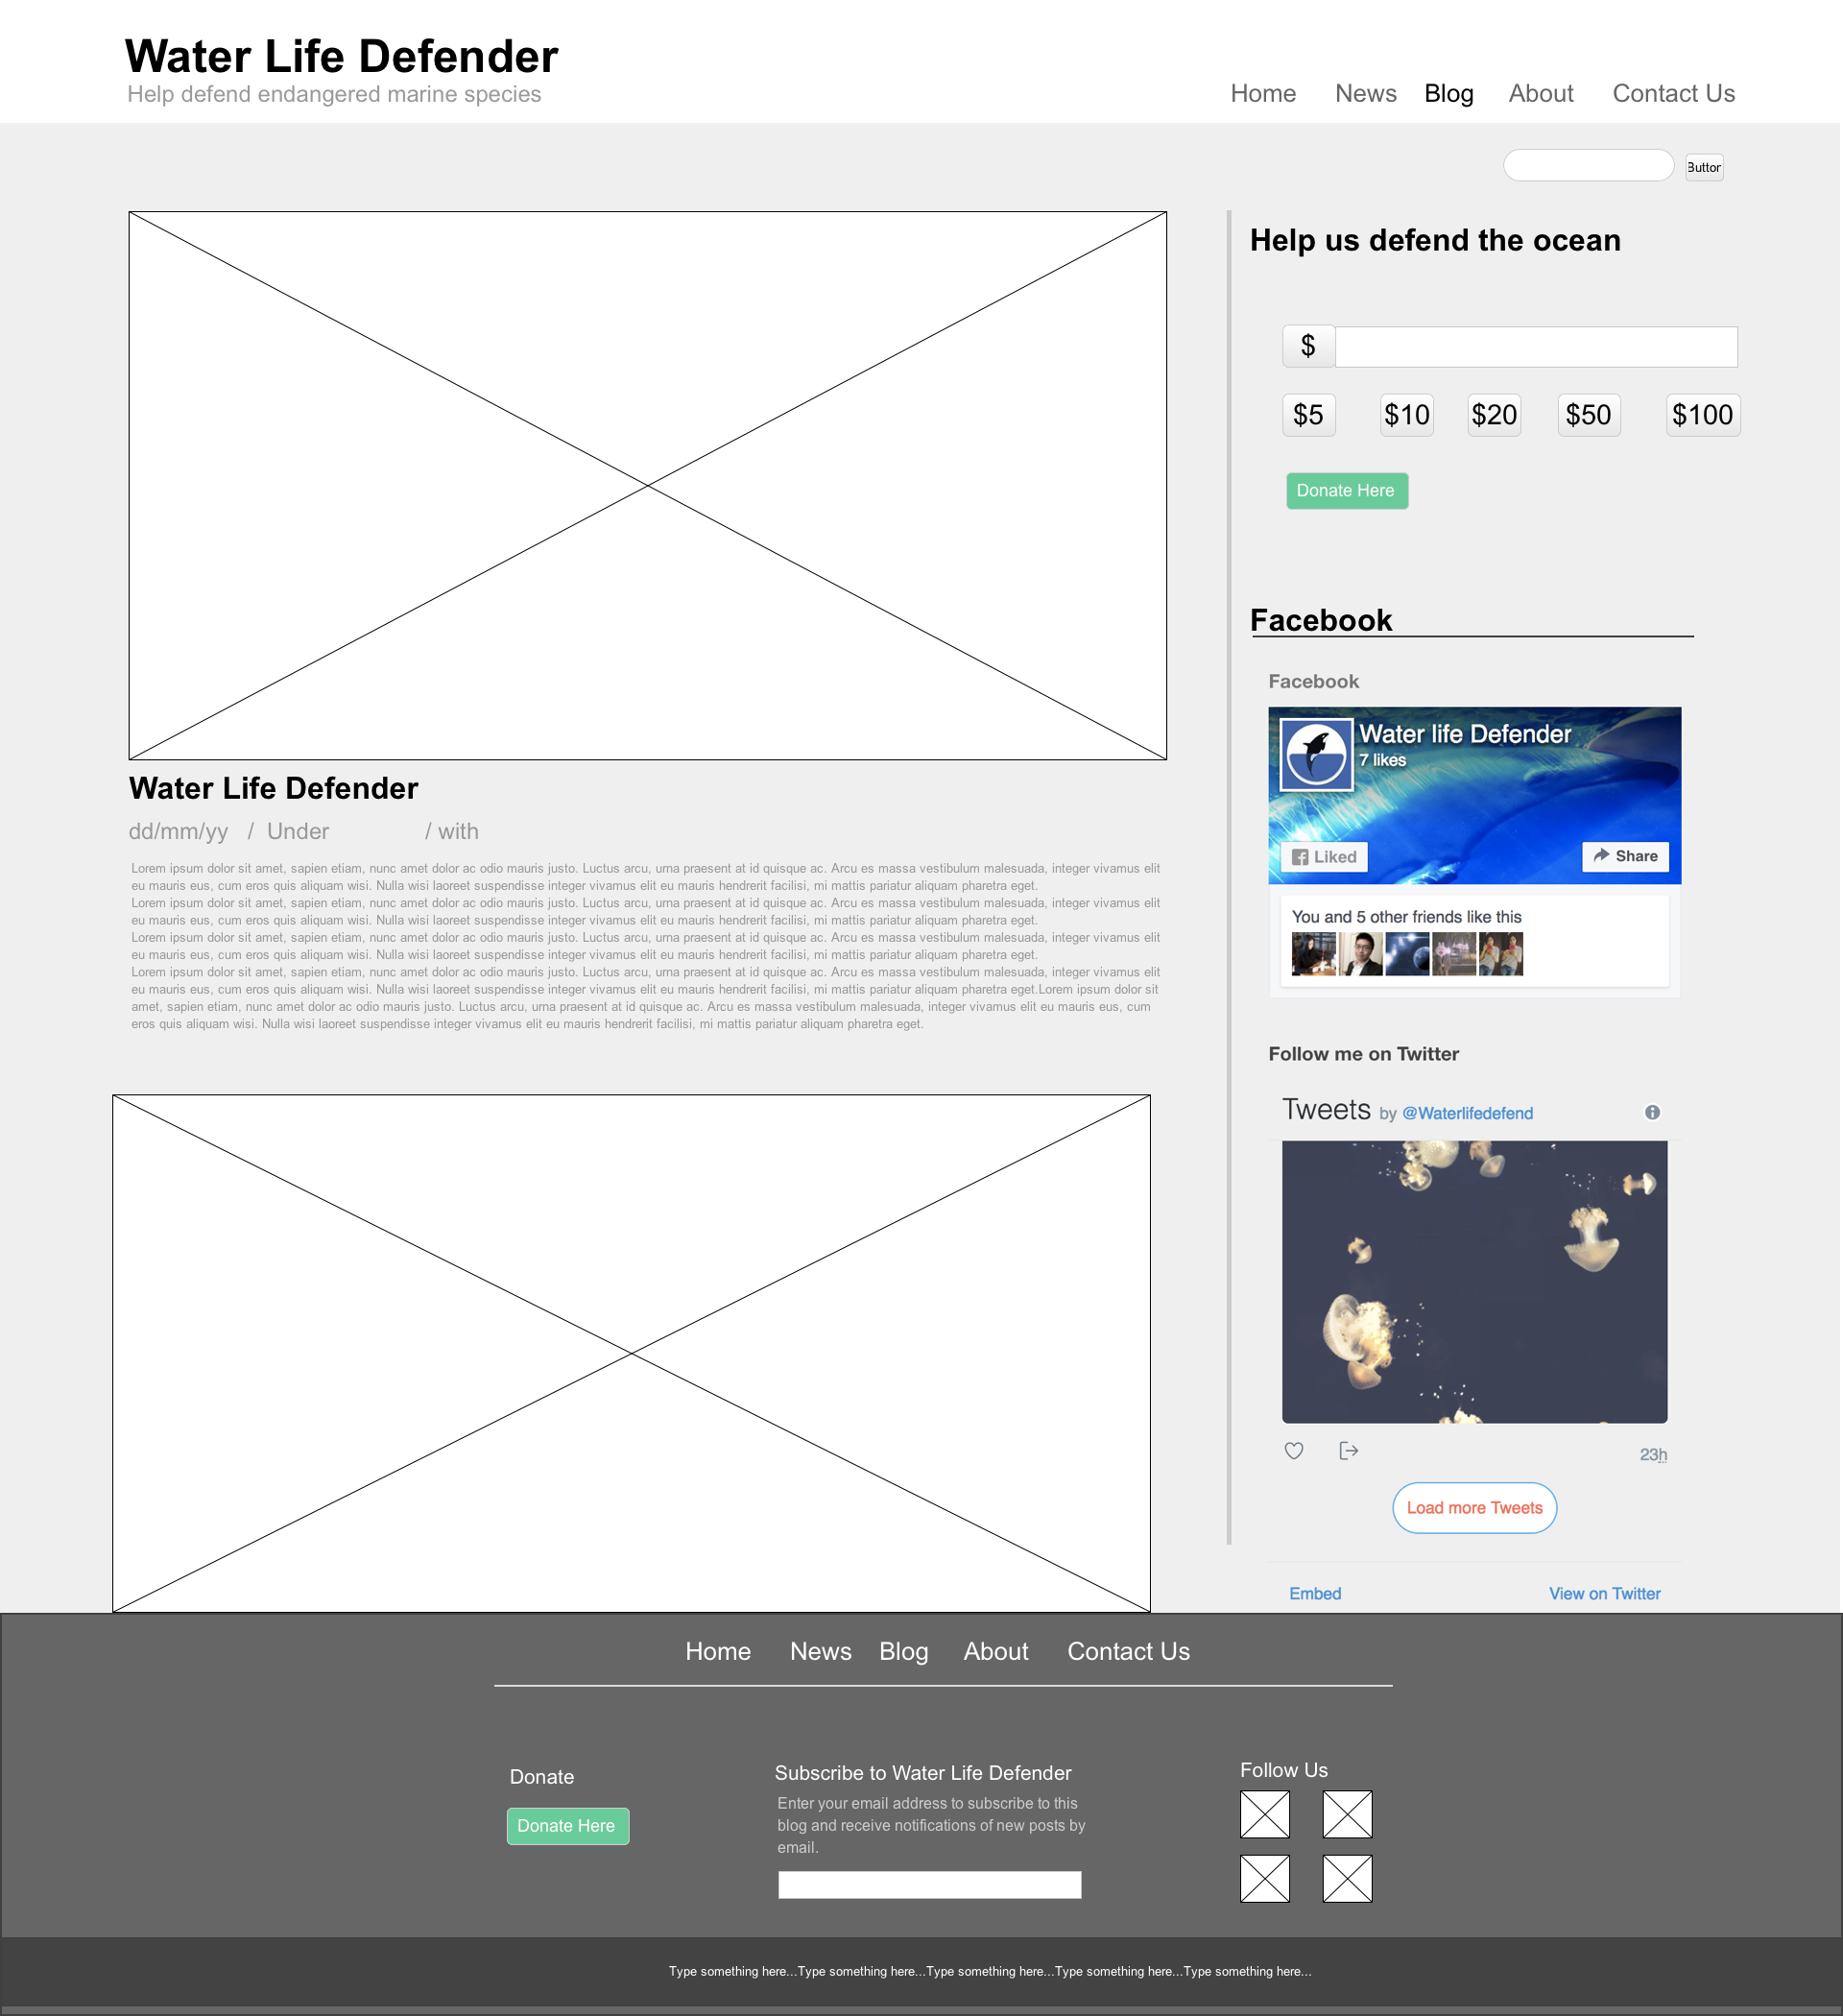 Water Life Defender
Help defend endangered marine species
Home News Blog About Contact Us
Button
Help us defend the ocean
$
$5 $10 $20 $50 $100
Donate Here
Facebook
Facebook
Water life Defender
7 likes
Liked Share
You and 5 other friends like this
Follow me on Twitter
Tweets by @Waterlifedefend
23h
Load more Tweets
Embed View on Twitter
Water Life Defender
dd/mm/yy / Under / with
Lorem ipsum dolor sit amet, sapien etiam, nunc amet dolor ac odio mauris justo. Luctus arcu, urna praesent at id quisque ac. Arcu es massa vestibulum malesuada, integer vivamus elit
eu mauris eus, cum eros quis aliquam wisi. Nulla wisi laoreet suspendisse integer vivamus elit eu mauris hendrerit facilisi, mi mattis pariatur aliquam pharetra eget.
Lorem ipsum dolor sit amet, sapien etiam, nunc amet dolor ac odio mauris justo. Luctus arcu, urna praesent at id quisque ac. Arcu es massa vestibulum malesuada, integer vivamus elit
eu mauris eus, cum eros quis aliquam wisi. Nulla wisi laoreet suspendisse integer vivamus elit eu mauris hendrerit facilisi, mi mattis pariatur aliquam pharetra eget.
Lorem ipsum dolor sit amet, sapien etiam, nunc amet dolor ac odio mauris justo. Luctus arcu, urna praesent at id quisque ac. Arcu es massa vestibulum malesuada, integer vivamus elit
eu mauris eus, cum eros quis aliquam wisi. Nulla wisi laoreet suspendisse integer vivamus elit eu mauris hendrerit facilisi, mi mattis pariatur aliquam pharetra eget.
Lorem ipsum dolor sit amet, sapien etiam, nunc amet dolor ac odio mauris justo. Luctus arcu, urna praesent at id quisque ac. Arcu es massa vestibulum malesuada, integer vivamus elit
eu mauris eus, cum eros quis aliquam wisi. Nulla wisi laoreet suspendisse integer vivamus elit eu mauris hendrerit facilisi, mi mattis pariatur aliquam pharetra eget.Lorem ipsum dolor sit
amet, sapien etiam, nunc amet dolor ac odio mauris justo. Luctus arcu, urna praesent at id quisque ac. Arcu es massa vestibulum malesuada, integer vivamus elit eu mauris eus, cum
eros quis aliquam wisi. Nulla wisi laoreet suspendisse integer vivamus elit eu mauris hendrerit facilisi, mi mattis pariatur aliquam pharetra eget.
Home News Blog About Contact Us
Donate
Donate Here
Subscribe to Water Life Defender
Enter your email address to subscribe to this
blog and receive notifications of new posts by
email.
Follow Us
Type something here...Type something here...Type something here...Type something here...Type something here...